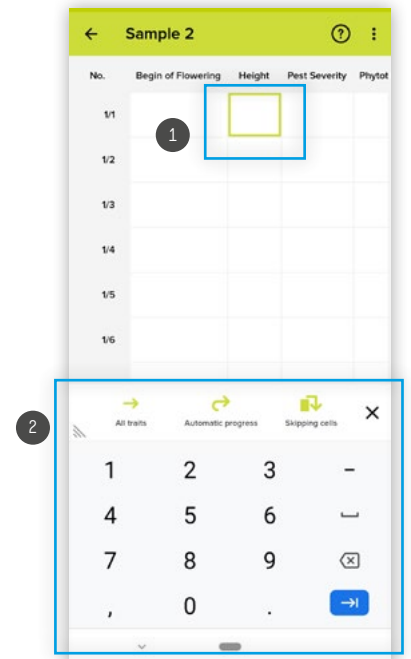 Sample 2 ?
No. Begin of Flowering Height Pest Severity Phytot
1/1
1
1/2
1/3
1/4
1/5
1/6
2
All traits Automatic progress Skipping cells
1 2 3 -
4 5 6
7 8 9
, 0 .